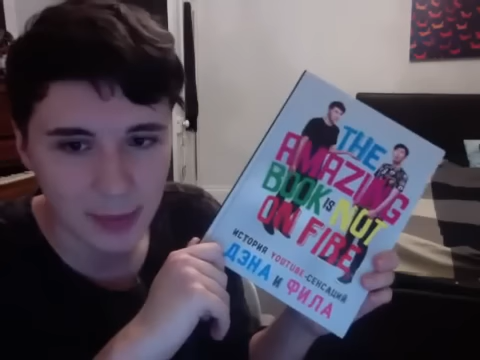 THE
AMAZING
BOOK IS NOT
ON FIRE
ИСТОРИЯ YOUTUBE-СЕНСАЦИЙ
ДЭНА И ФИЛА